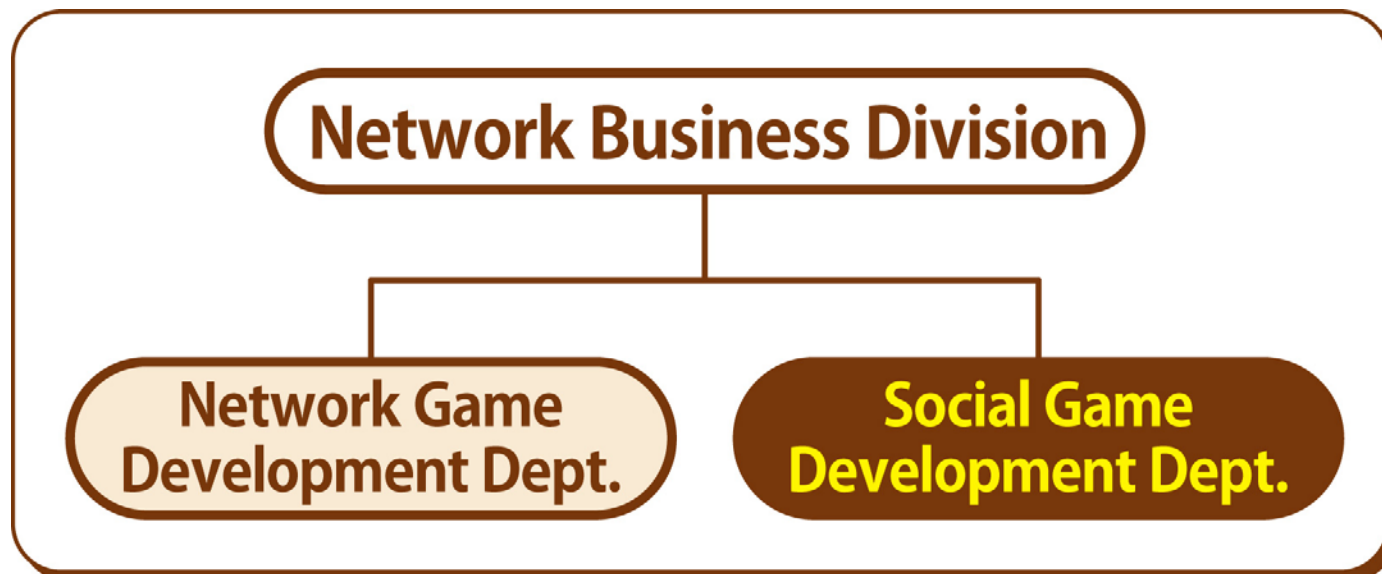 Network Business Division
Network Game
Development Dept.
Social Game
Development Dept.